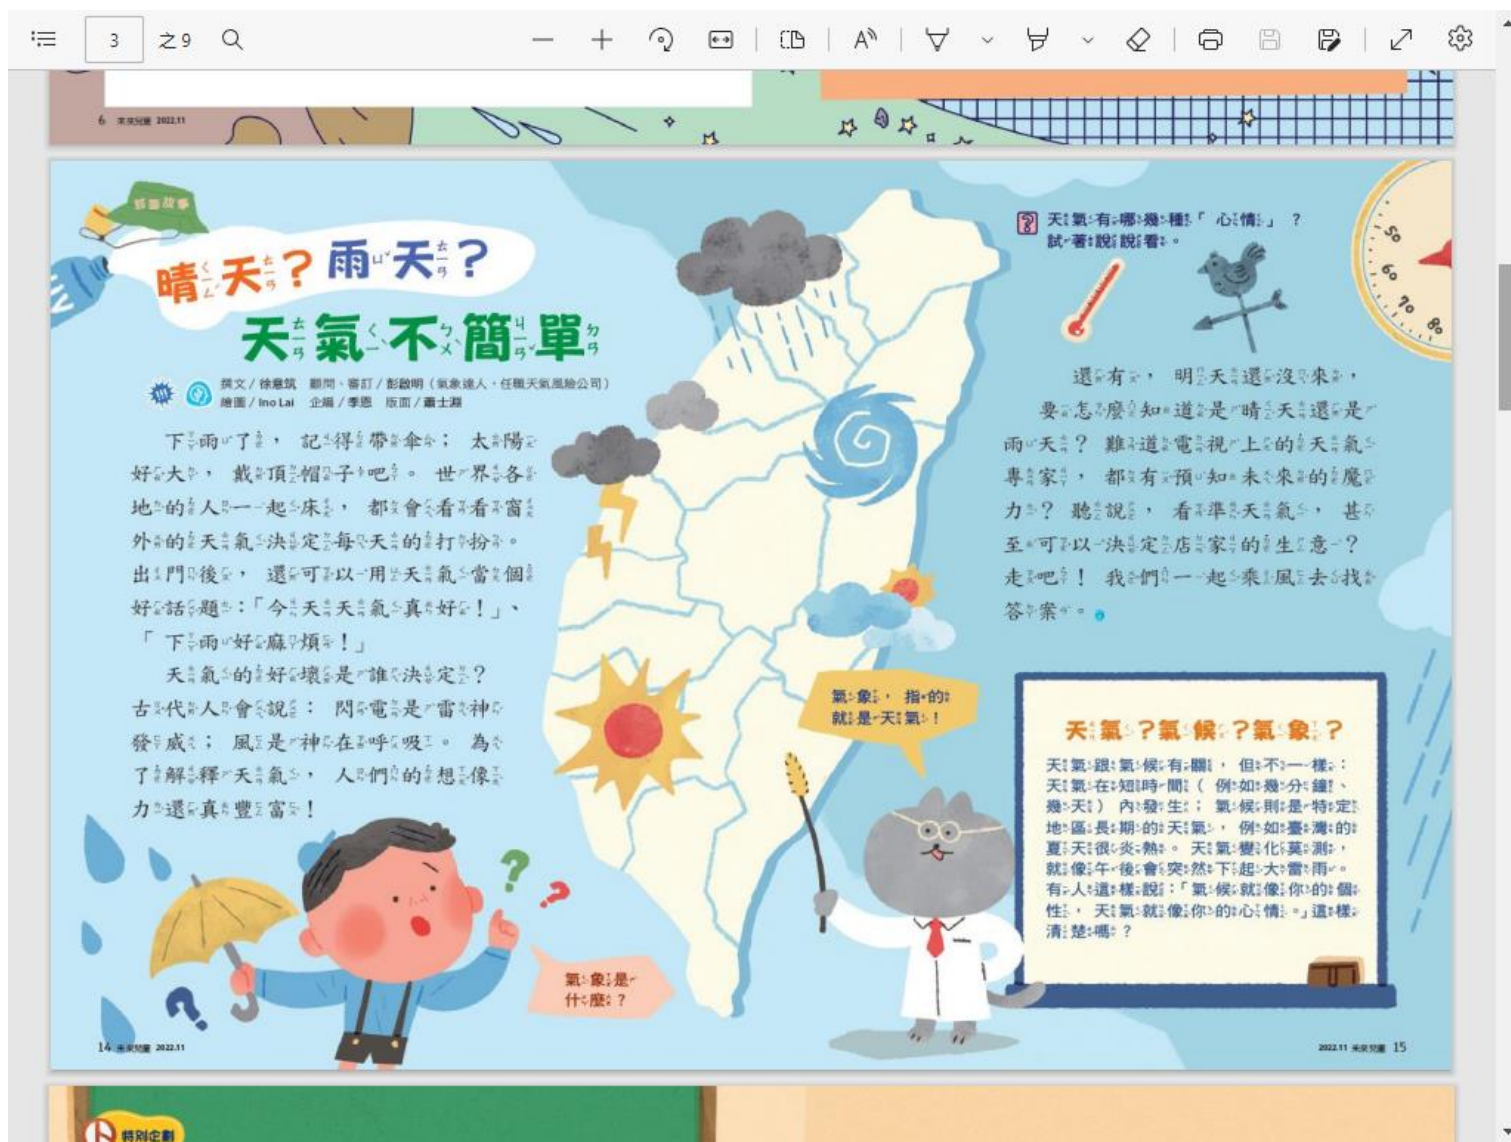 3 之9
6 未來兒童 2022.11
封面故事
晴天？雨天？
天氣不簡單
撰文/徐意筑 顧問、審訂/彭啟明（氣象達人、任職天氣風險公司）
繪圖/Ino Lai 企編/季恩 版面/蕭士淵
下雨了，記得帶傘；太陽
好大，戴頂帽子吧。世界各
地的人一起床，都會看看窗
外的天氣決定每天的打扮。
出門後，還可以用天氣當個
好話題：「今天天氣真好！」、
「下雨好麻煩！」
天氣的好壞是誰決定？
古代人會說：閃電是雷神
發威；風是神在呼吸。為
了解釋天氣，人們的想像
力還真豐富！
氣象是
什麼？
14 未來兒童 2022.11
氣象，指的
就是天氣！
天氣有哪幾種「心情」？
試著說說看。
50
60
70
80
還有，明天還沒來，
要怎麼知道是晴天還是
雨天？難道電視上的天氣
專家，都有預知未來的魔
力？聽說，看準天氣，甚
至可以決定店家的生意？
走吧！我們一起乘風去找
答案。
天氣？氣候？氣象？
天氣跟氣候有關，但不一樣：
天氣在短時間（例如幾分鐘、
幾天）內發生；氣候則是特定
地區長期的天氣，例如臺灣的
夏天很炎熱。天氣變化莫測，
就像午後會突然下起大雷雨。
有人這樣說：「氣候就像你的個
性，天氣就像你的心情。」這樣
清楚嗎？
2022.11 未來兒童 15
特別企劃